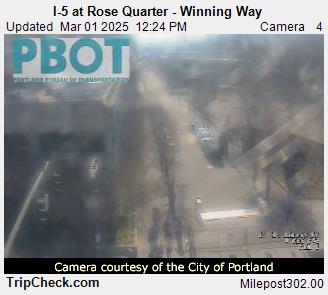 I-5 at Rose Quarter - Winning Way
Updated Mar 01 2025 12:24 PM Camera 4
PBOT
PORTLAND BUREAU OF TRANSPORTATION
Camera courtesy of the City of Portland
TripCheck.com Milepost302.00